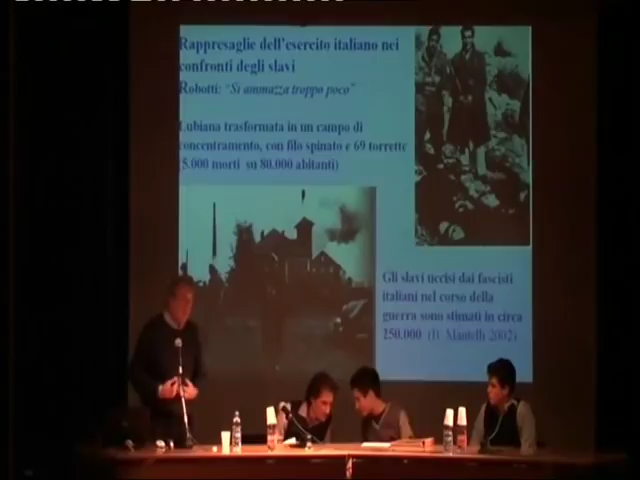 Rappresaglie dell'esercito italiano nei
confronti degli slavi
Robotti: "Si ammazza troppo poco"
Lubiana trasformata in un campo di
concentramento, con filo spinato e 69 torrette
(5.000 morti su 80.000 abitanti)
Gli slavi uccisi dai fascisti
italiani nel corso della
guerra sono stimati in circa
250.000 (B. Mantelli 2002)